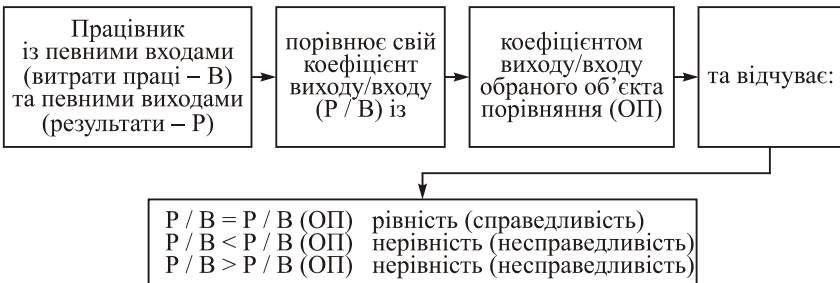 Працівник
із певними входами
(витрати праці – В)
та певними виходами
(результати – Р)
порівнює свій
коефіцієнт
виходу/входу
(Р / В) із
коефіцієнтом
виходу/входу
обраного об’єкта
порівняння (ОП)
та відчуває:
Р / В = Р / В (ОП) рівність (справедливість)
Р / В < Р / В (ОП) нерівність (несправедливість)
Р / В > Р / В (ОП) нерівність (несправедливість)